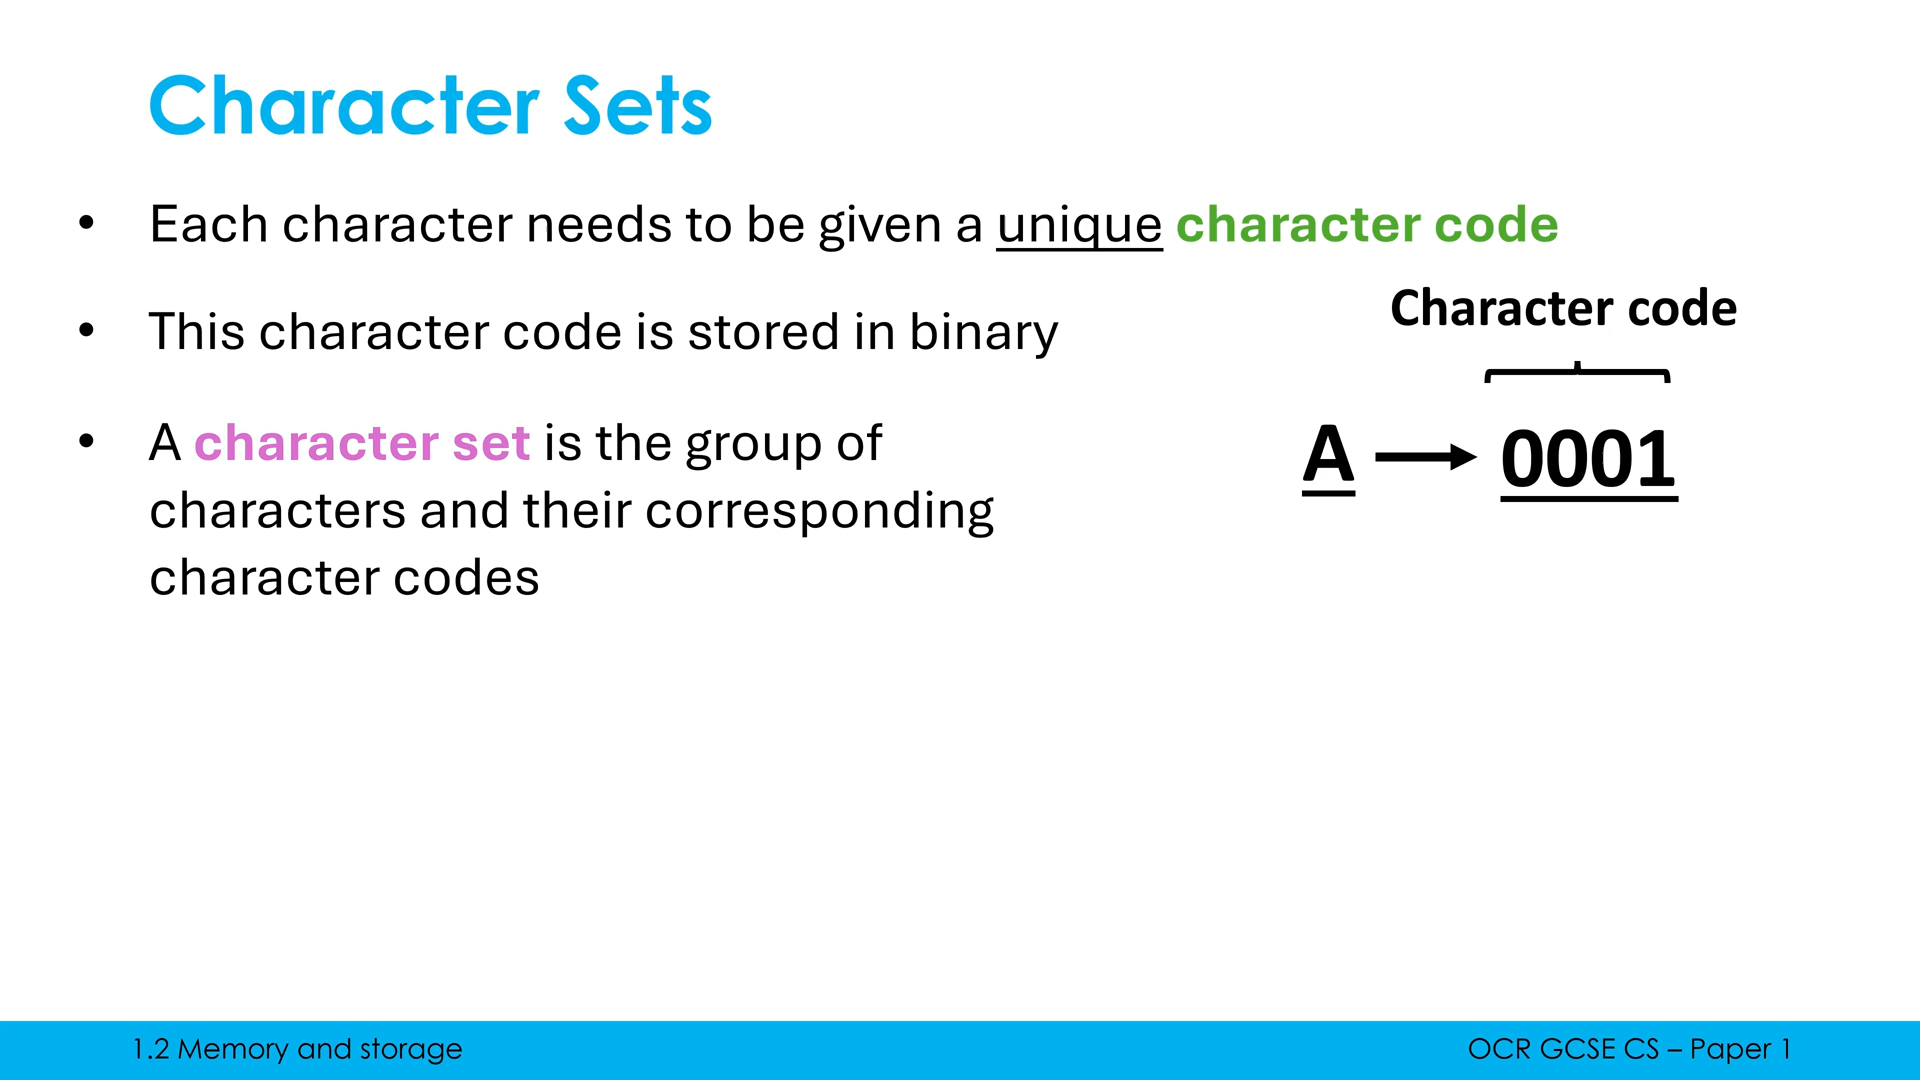 Character Sets
• Each character needs to be given a unique character code
• This character code is stored in binary
• A character set is the group of
characters and their corresponding
character codes
Character code
A → 0001
1.2 Memory and storage
OCR GCSE CS – Paper 1